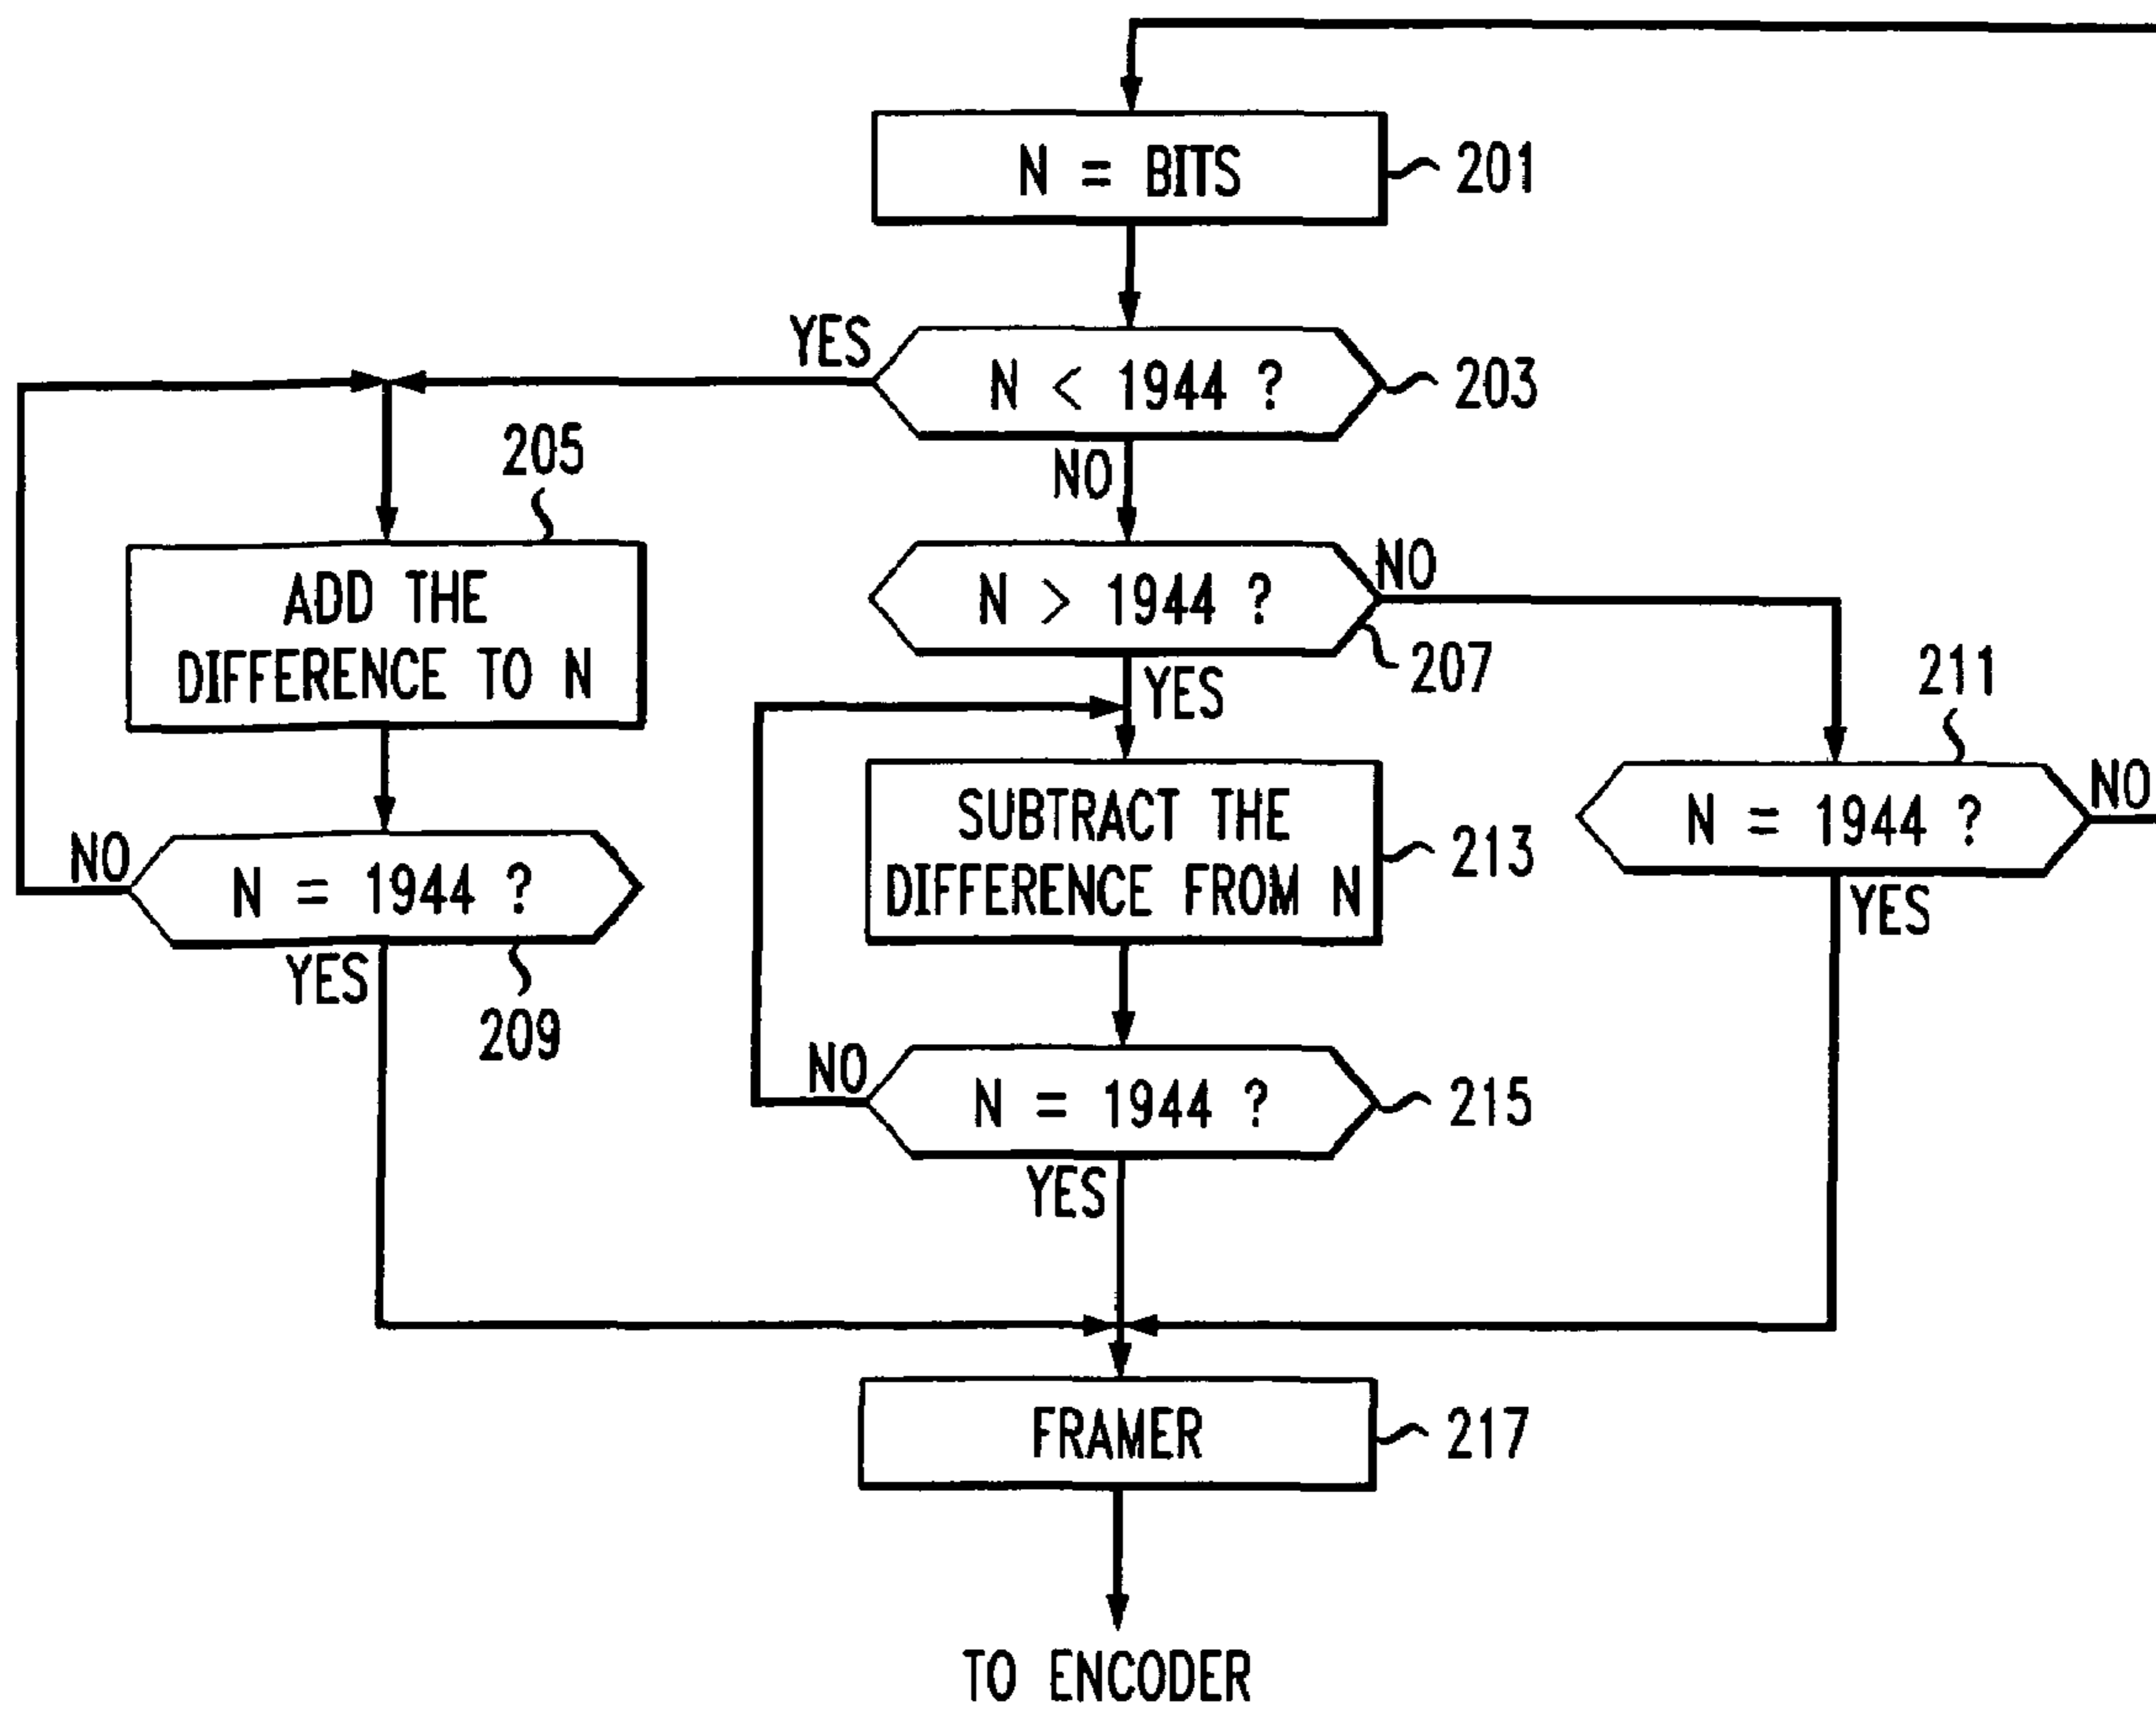 N = BITS
201
YES
N < 1944 ?
203
NO
205
ADD THE
DIFFERENCE TO N
N > 1944 ?
NO
207
YES
211
N = 1944 ?
NO
YES
SUBTRACT THE
DIFFERENCE FROM N
213
NO
N = 1944 ?
YES
209
NO
N = 1944 ?
215
YES
FRAMER
217
TO ENCODER